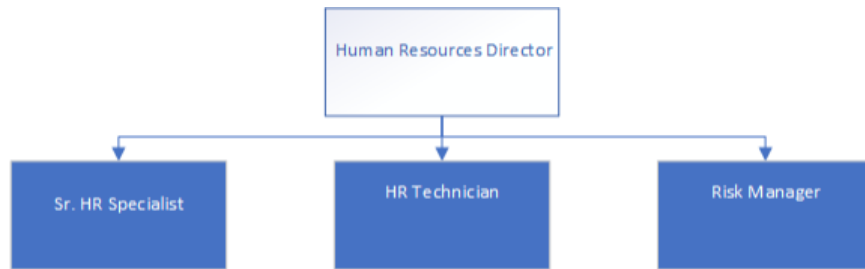 Human Resources Director
Sr. HR Specialist
HR Technician
Risk Manager